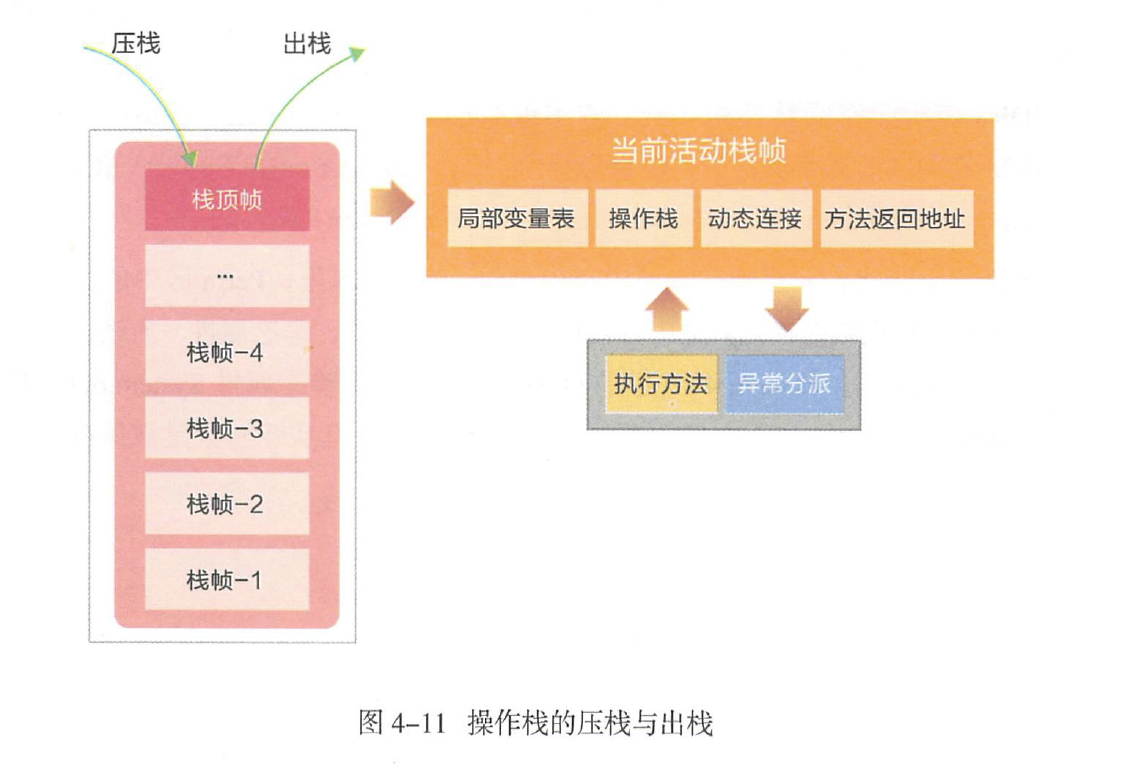 压栈
出栈
栈顶帧
...
栈帧-4
栈帧-3
栈帧-2
栈帧-1
当前活动栈帧
局部变量表
操作栈
动态连接
方法返回地址
执行方法
异常分派
图 4-11 操作栈的压栈与出栈